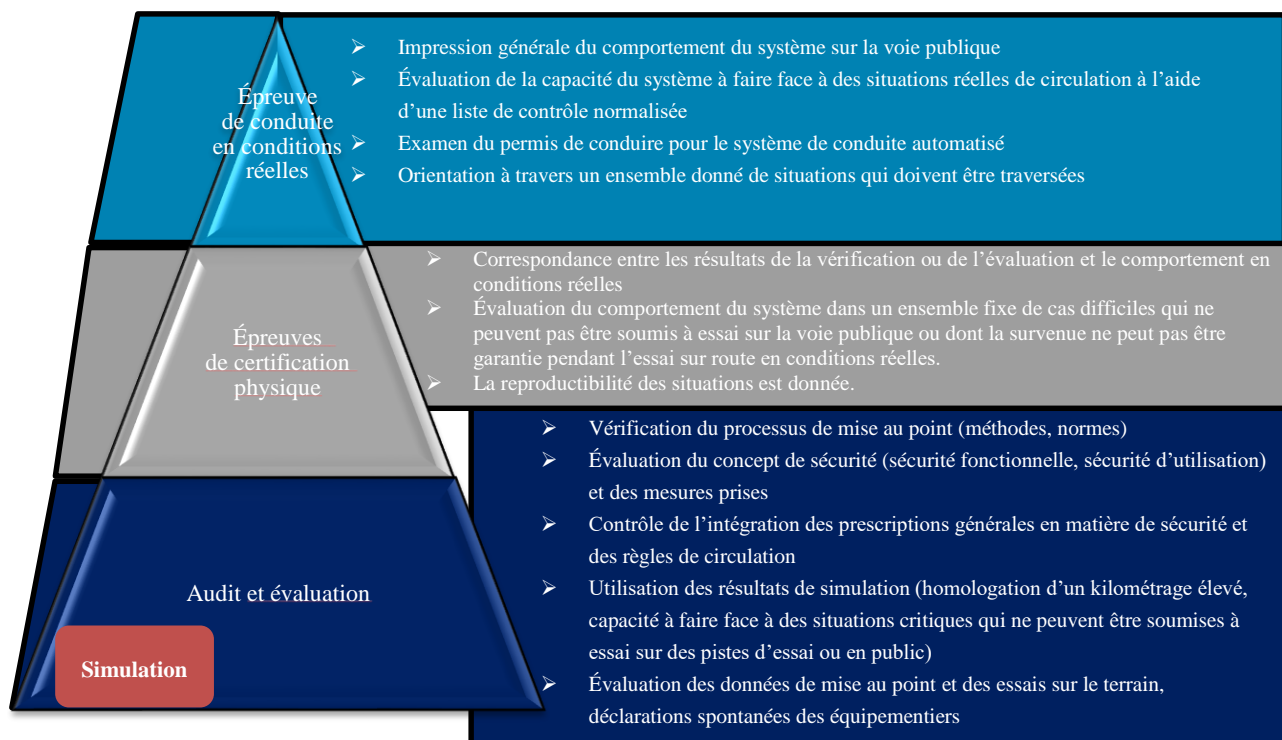 Épreuve
de conduite
en conditions
réelles
➢ Impression générale du comportement du système sur la voie publique
➢ Évaluation de la capacité du système à faire face à des situations réelles de circulation à l’aide
d’une liste de contrôle normalisée
➢ Examen du permis de conduire pour le système de conduite automatisé
➢ Orientation à travers un ensemble donné de situations qui doivent être traversées
Épreuves
de certification
physique
➢ Correspondance entre les résultats de la vérification ou de l’évaluation et le comportement en
conditions réelles
➢ Évaluation du comportement du système dans un ensemble fixe de cas difficiles qui ne
peuvent pas être soumis à essai sur la voie publique ou dont la survenue ne peut pas être
garantie pendant l’essai sur route en conditions réelles.
➢ La reproductibilité des situations est donnée.
Audit et évaluation
Simulation
➢ Vérification du processus de mise au point (méthodes, normes)
➢ Évaluation du concept de sécurité (sécurité fonctionnelle, sécurité d’utilisation)
et des mesures prises
➢ Contrôle de l’intégration des prescriptions générales en matière de sécurité et
des règles de circulation
➢ Utilisation des résultats de simulation (homologation d’un kilométrage élevé,
capacité à faire face à des situations critiques qui ne peuvent être soumises à
essai sur des pistes d’essai ou en public)
➢ Évaluation des données de mise au point et des essais sur le terrain,
déclarations spontanées des équipementiers